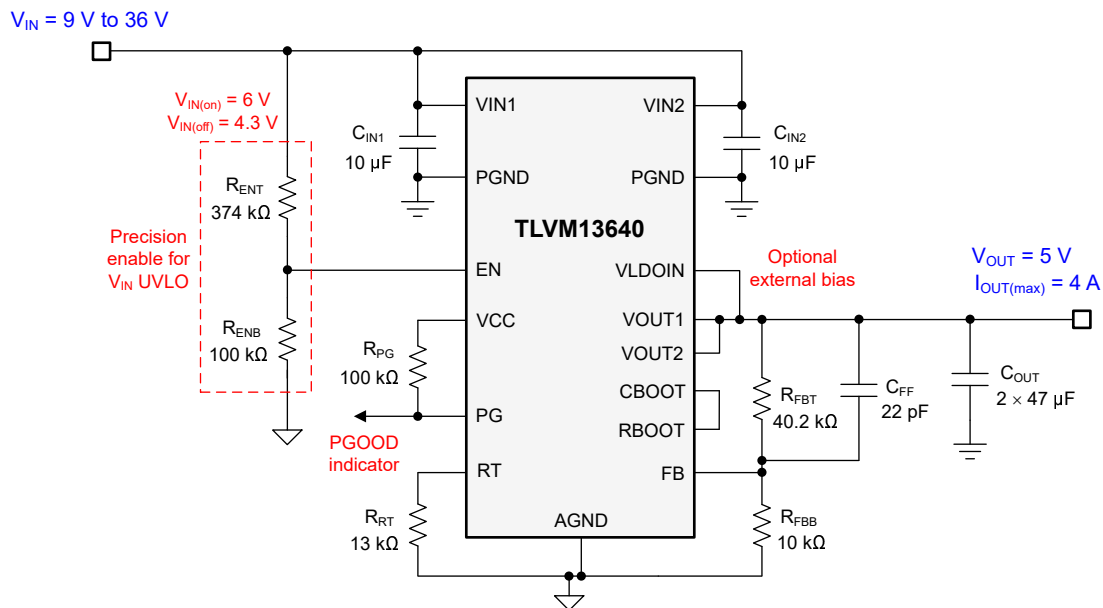 VIN = 9 V to 36 V
VIN(on) = 6 V
VIN(off) = 4.3 V
RENT
374 kΩ
Precision
enable for
VIN UVLO
RENB
100 kΩ
CIN1
10 µF
CIN2
10 µF
VIN1
VIN2
PGND
PGND
TLVM13640
EN
VLDOIN
VCC
VOUT1
VOUT2
CBOOT
PG
RBOOT
RT
FB
AGND
RPG
100 kΩ
PGOOD
indicator
RRT
13 kΩ
Optional
external bias
VOUT = 5 V
IOUT(max) = 4 A
RFBT
40.2 kΩ
CFF
22 pF
COUT
2 × 47 µF
RFBB
10 kΩ